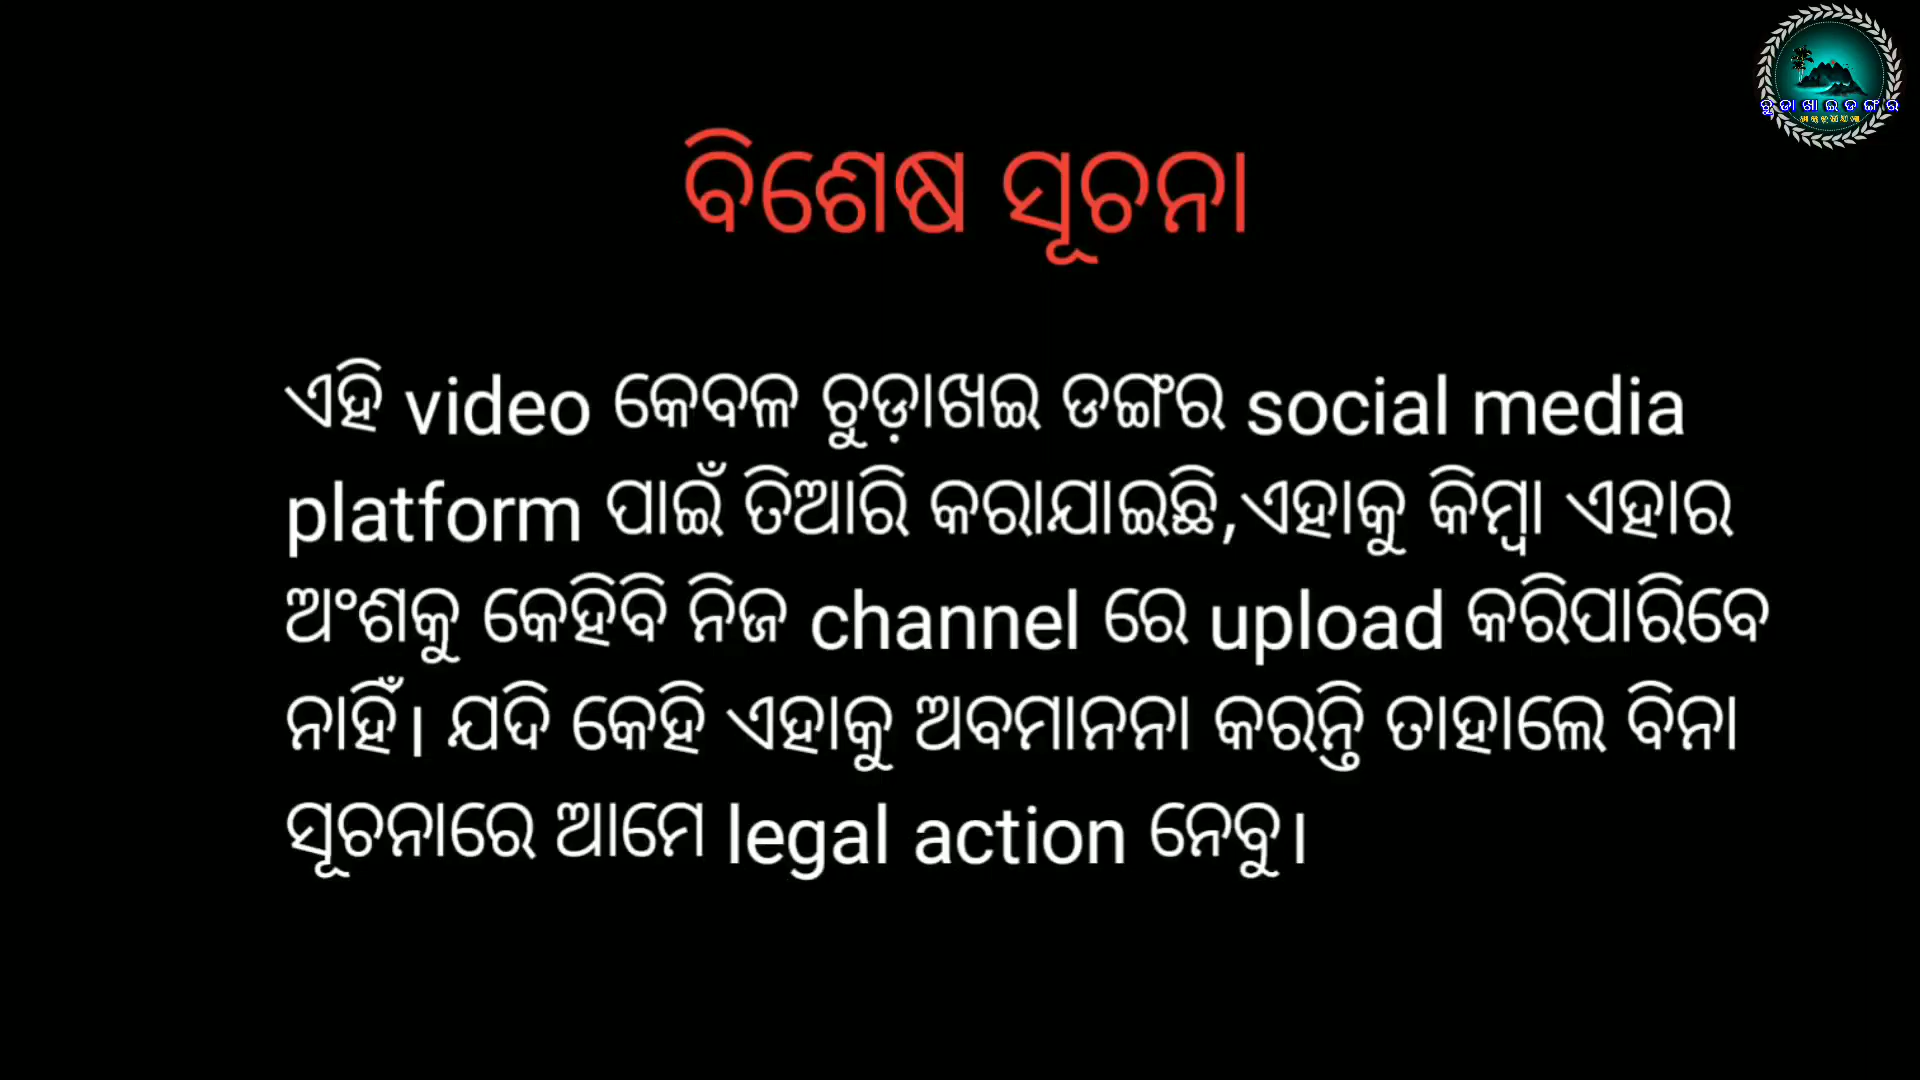 ବିଶେଷ ସୂଚନା
ଏହି video କେବଳ ଚୁଡ଼ାଖଇ ଡଙ୍ଗର social media
platform ପାଇଁ ତିଆରି କରାଯାଇଛି,ଏହାକୁ କିମ୍ବା ଏହାର
ଅଂଶକୁ କେହିବି ନିଜ channel ରେ upload କରିପାରିବେ
ନାହିଁ। ଯଦି କେହି ଏହାକୁ ଅବମାନନା କରନ୍ତି ତାହାଲେ ବିନା
ସୂଚନାରେ ଆମେ legal action ନେବୁ।